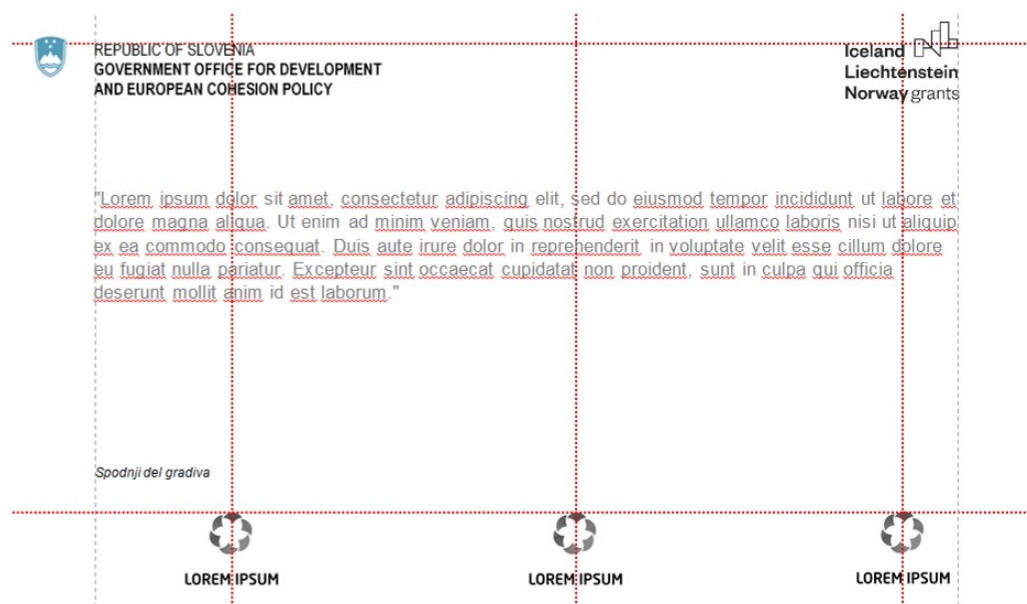 REPUBLIC OF SLOVENIA
GOVERNMENT OFFICE FOR DEVELOPMENT
AND EUROPEAN COHESION POLICY
Iceland
Liechtenstein
Norway grants
"Lorem ipsum dolor sit amet, consectetur adipiscing elit, sed do eiusmod tempor incididunt ut labore et
dolore magna aliqua. Ut enim ad minim veniam, quis nostrud exercitation ullamco laboris nisi ut aliquip
ex ea commodo consequat. Duis aute irure dolor in reprehenderit in voluptate velit esse cillum dolore
eu fugiat nulla pariatur. Excepteur sint occaecat cupidatat non proident, sunt in culpa qui officia
deserunt mollit anim id est laborum."
Spodnji del gradiva
LOREM IPSUM
LOREM IPSUM
LOREM IPSUM